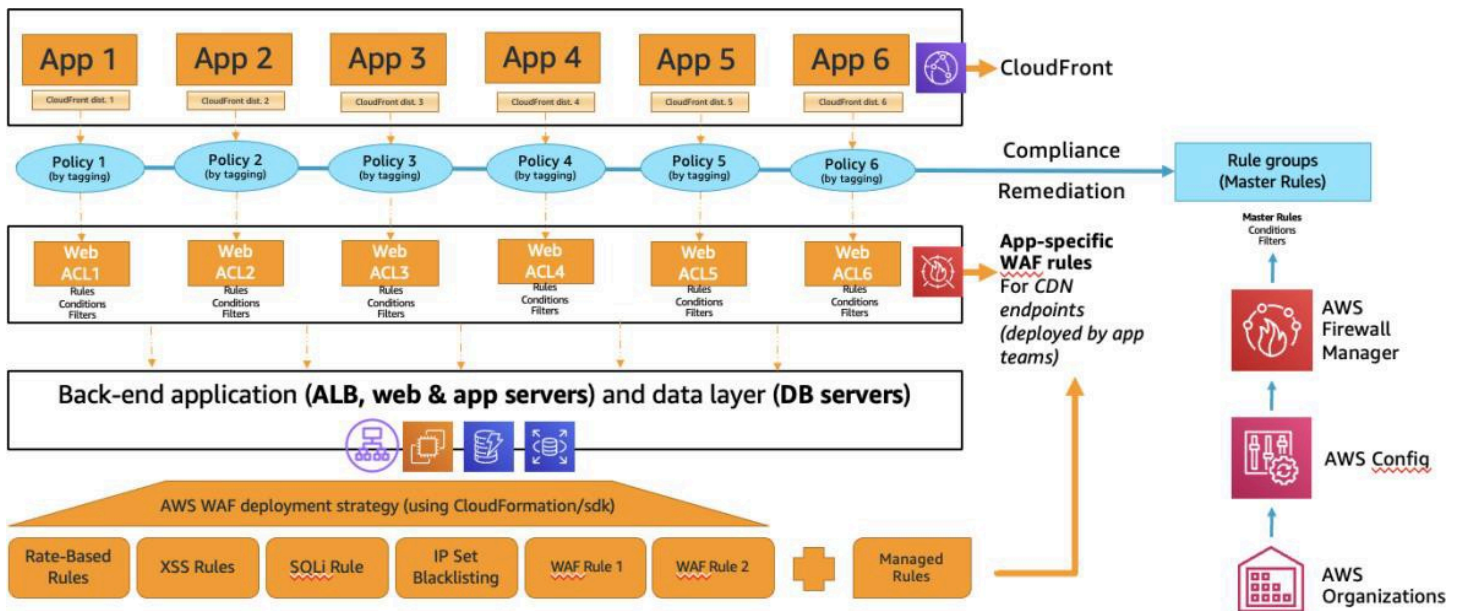 App 1
App 2
App 3
App 4
App 5
App 6
CloudFront
CloudFront dist. 1
CloudFront dist. 2
CloudFront dist. 3
CloudFront dist. 4
CloudFront dist. 5
CloudFront dist. 6
Policy 1
(by tagging)
Policy 2
(by tagging)
Policy 3
(by tagging)
Policy 4
(by tagging)
Policy 5
(by tagging)
Policy 6
(by tagging)
Compliance
Remediation
Rule groups
(Master Rules)
Master Rules
Conditions
Filters
Web
ACL1
Rules
Conditions
Filters
Web
ACL2
Rules
Conditions
Filters
Web
ACL3
Rules
Conditions
Filters
Web
ACL4
Rules
Conditions
Filters
Web
ACL5
Rules
Conditions
Filters
Web
ACL6
Rules
Conditions
Filters
App-specific
WAF rules
For CDN
endpoints
(deployed by app
teams)
AWS
Firewall
Manager
Back-end application (ALB, web & app servers) and data layer (DB servers)
AWS Config
AWS WAF deployment strategy (using CloudFormation/sdk)
Rate-Based
Rules
XSS Rules
SQLi Rule
IP Set
Blacklisting
WAF Rule 1
WAF Rule 2
Managed
Rules
AWS
Organizations